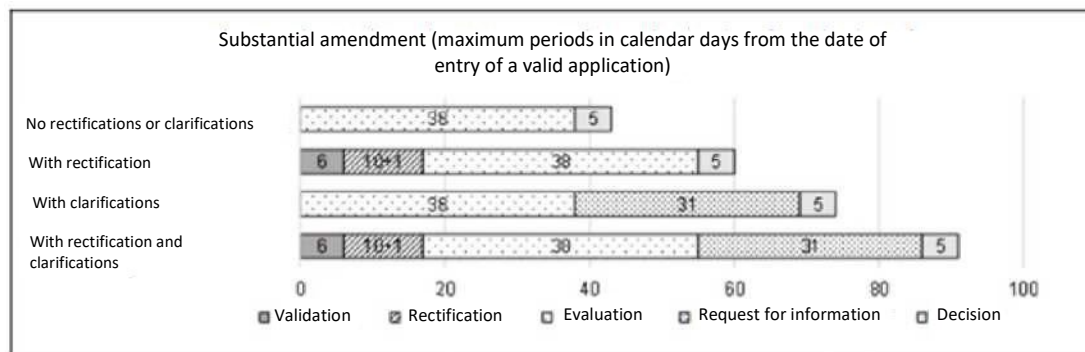 Substantial amendment (maximum periods in calendar days from the date of
entry of a valid application)
No rectifications or clarifications
38 5
With rectification
6 10+1 38 5
With clarifications
38 31 5
With rectification and
clarifications
6 10+1 38 31 5
0 20 40 60 80 100
Validation Rectification Evaluation Request for information Decision